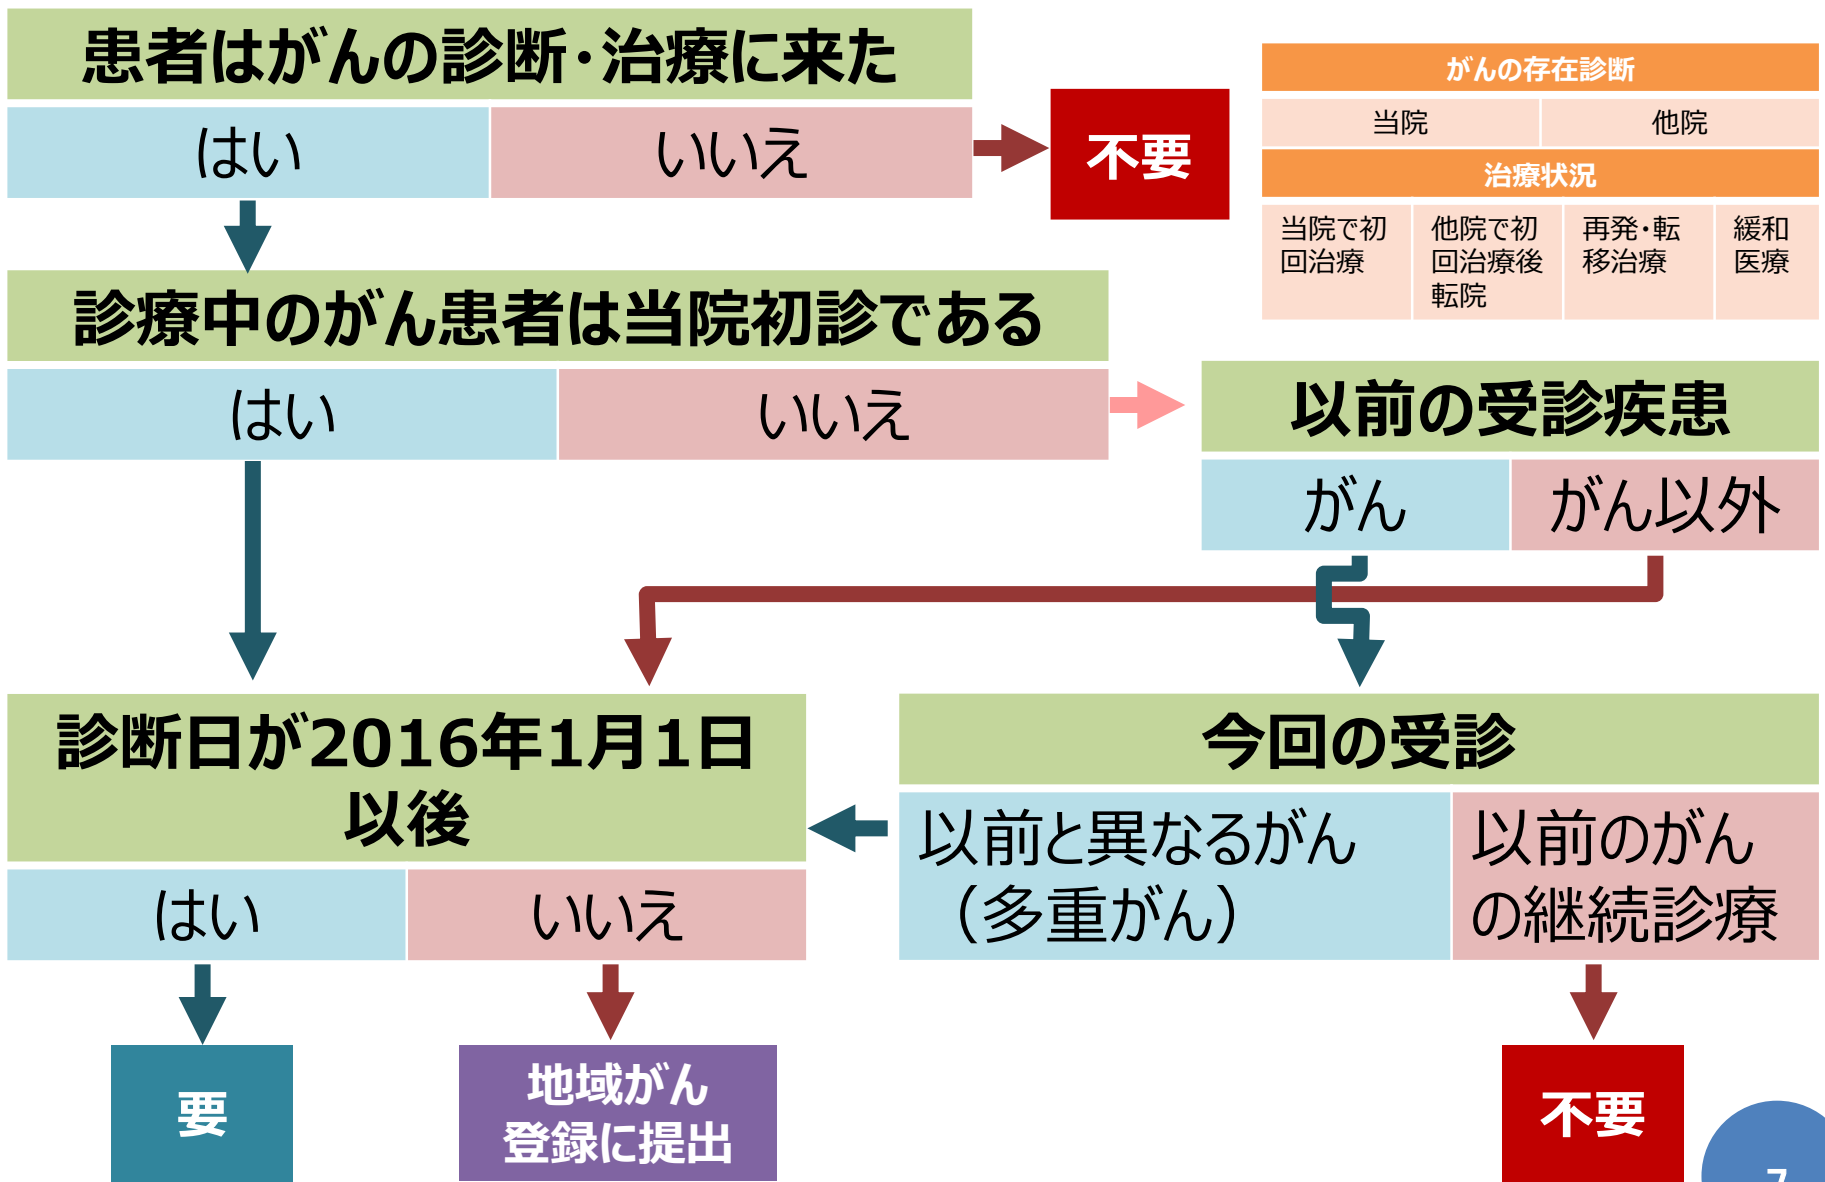 患者はがんの診断・治療に来た
はい
いいえ
不要
がんの存在診断
当院
他院
治療状況
当院で初
回治療
他院で初
回治療後
転院
再発・転
移治療
緩和
医療
診療中のがん患者は当院初診である
はい
いいえ
以前の受診疾患
がん
がん以外
診断日が2016年1月1日
以後
はい
いいえ
今回の受診
以前と異なるがん
（多重がん）
以前のがん
の継続診療
要
地域がん
登録に提出
不要
7